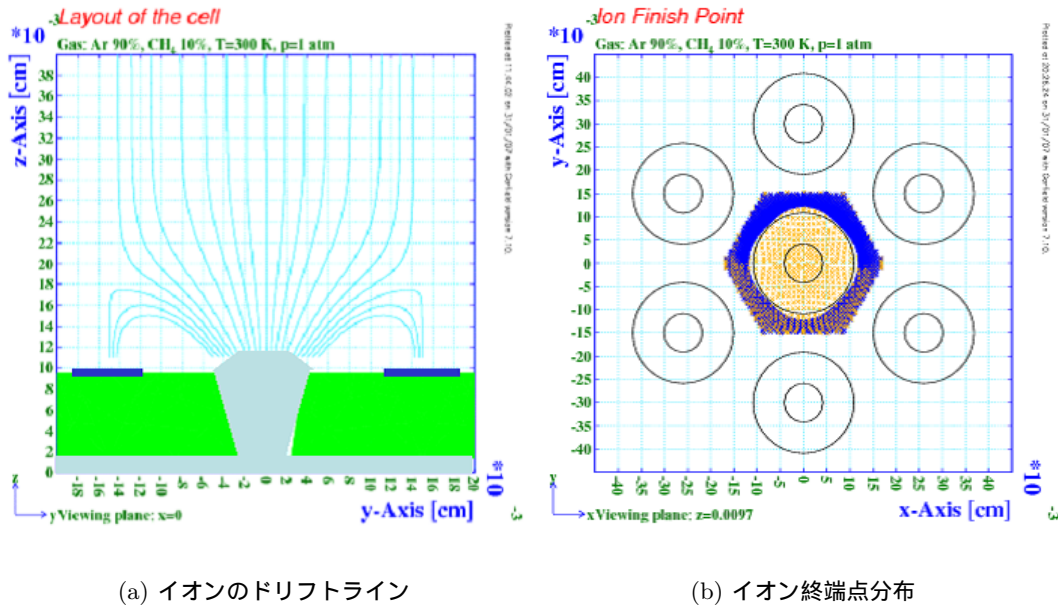 Layout of the cell
Gas: Ar 90%, CH4 10%, T=300 K, p=1 atm
*10 -3
z-Axis [cm]
38
36
34
32
30
28
26
24
22
20
18
16
14
12
10
8
6
4
2
0
-18 -16 -14 -12 -10 -8 -6 -4 -2 0 2 4 6 8 10 12 14 16 18 20
*10 -3
z
y Viewing plane: x=0
y-Axis [cm]
Ion Finish Point
Gas: Ar 90%, CH4 10%, T=300 K, p=1 atm
*10 -3
y-Axis [cm]
40
35
30
25
20
15
10
5
0
-5
-10
-15
-20
-25
-30
-35
-40
-40 -35 -30 -25 -20 -15 -10 -5 0 5 10 15 20 25 30 35 40
*10 -3
y
x Viewing plane: z=0.0097
x-Axis [cm]
(a) イオンのドリフトライン
(b) イオン終端点分布